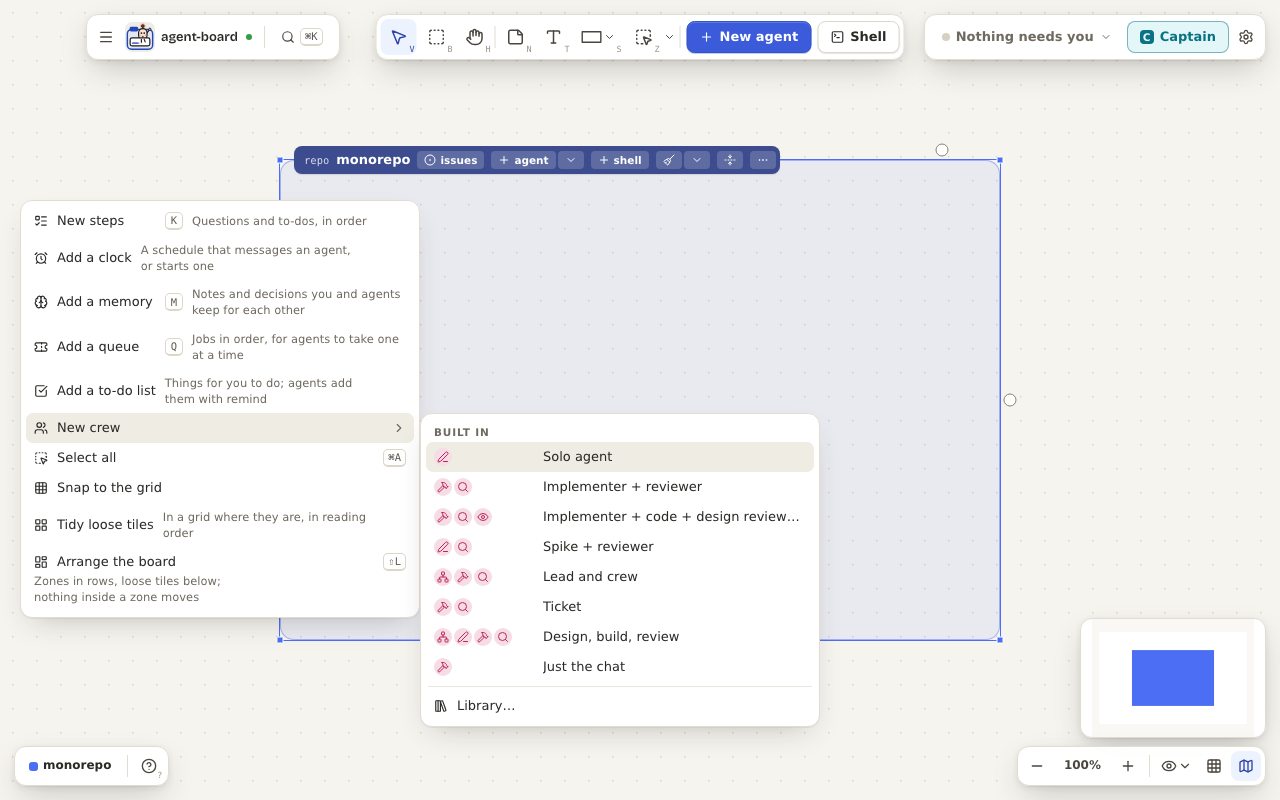 agent-board
⌘K
V
B
H
N
T
S
Z
New agent
Shell
Nothing needs you
C Captain
repo monorepo
issues
agent
shell
New steps K Questions and to-dos, in order
Add a clock A schedule that messages an agent,
or starts one
Add a memory M Notes and decisions you and agents
keep for each other
Add a queue Q Jobs in order, for agents to take one
at a time
Add a to-do list Things for you to do; agents add
them with remind
New crew
Select all ⌘A
Snap to the grid
Tidy loose tiles In a grid where they are, in reading
order
Arrange the board ⇧L
Zones in rows, loose tiles below;
nothing inside a zone moves
BUILT IN
Solo agent
Implementer + reviewer
Implementer + code + design review…
Spike + reviewer
Lead and crew
Ticket
Design, build, review
Just the chat
Library…
monorepo
?
100%